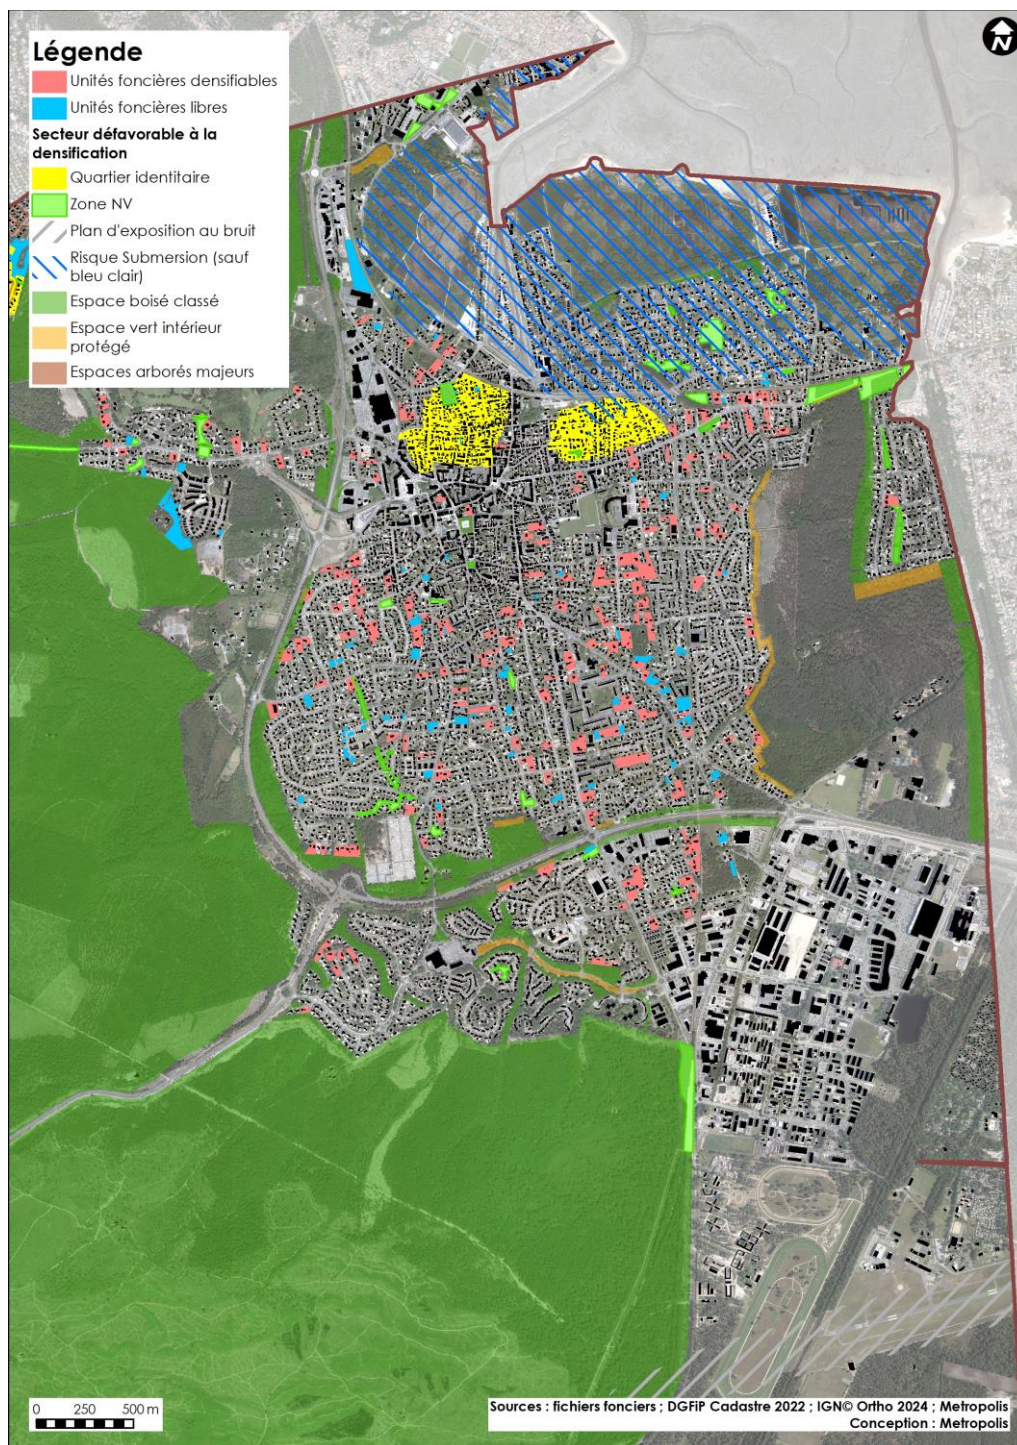 N
Légende
Unités foncières densifiables
Unités foncières libres
Secteur défavorable à la
densification
Quartier identitaire
Zone NV
Plan d'exposition au bruit
Risque Submersion (sauf
bleu clair)
Espace boisé classé
Espace vert intérieur
protégé
Espaces arborés majeurs
0 250 500 m
Sources : fichiers fonciers ; DGFiP Cadastre 2022 ; IGN© Ortho 2024 ; Metropolis
Conception : Metropolis